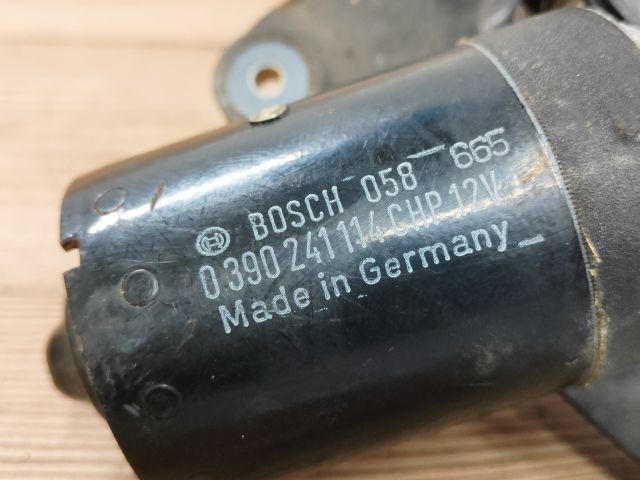 BOSCH 058 665
0 390 241 114 CHP 12V
Made in Germany